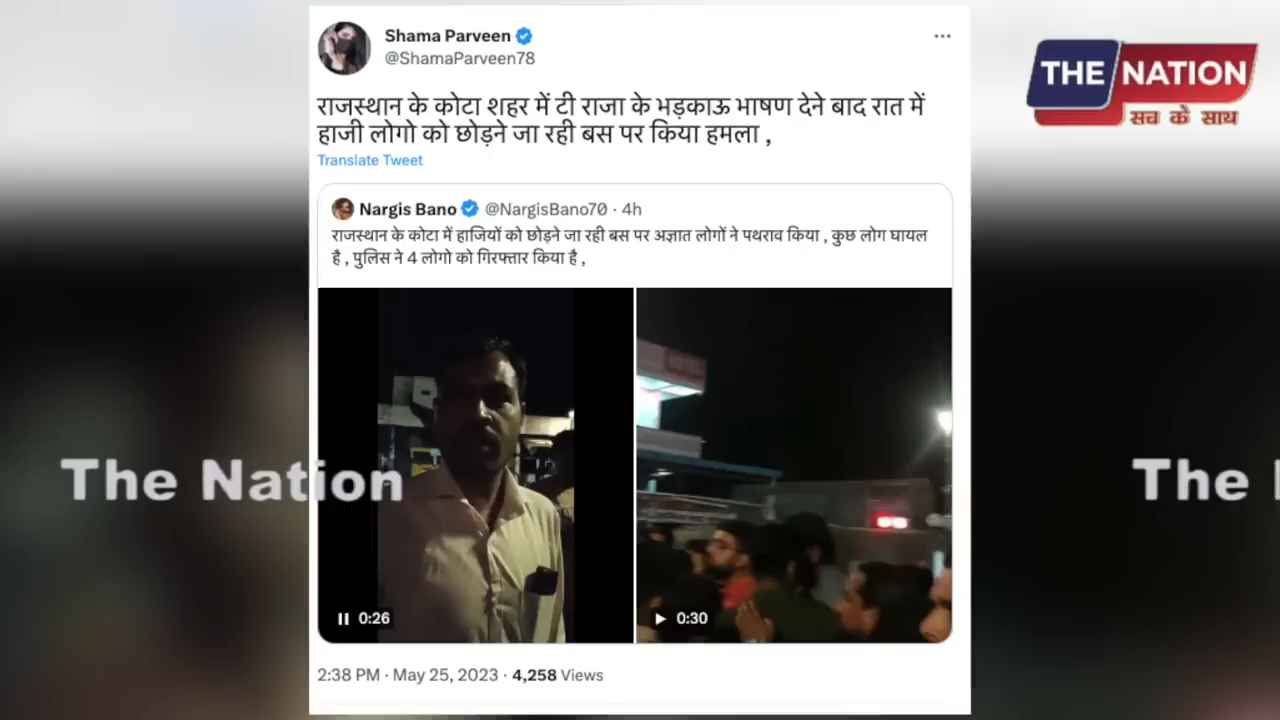 Shama Parveen
@ShamaParveen78
THE NATION
सच के साथ
राजस्थान के कोटा शहर में टी राजा के भड़काऊ भाषण देने बाद रात में
हाजी लोगो को छोड़ने जा रही बस पर किया हमला ,
Translate Tweet
Nargis Bano @NargisBano70 · 4h
राजस्थान के कोटा में हाजियों को छोड़ने जा रही बस पर अज्ञात लोगों ने पथराव किया , कुछ लोग घायल
है , पुलिस ने 4 लोगो को गिरफ्तार किया है ,
The Nation
The
0:26
0:30
2:38 PM · May 25, 2023 · 4,258 Views